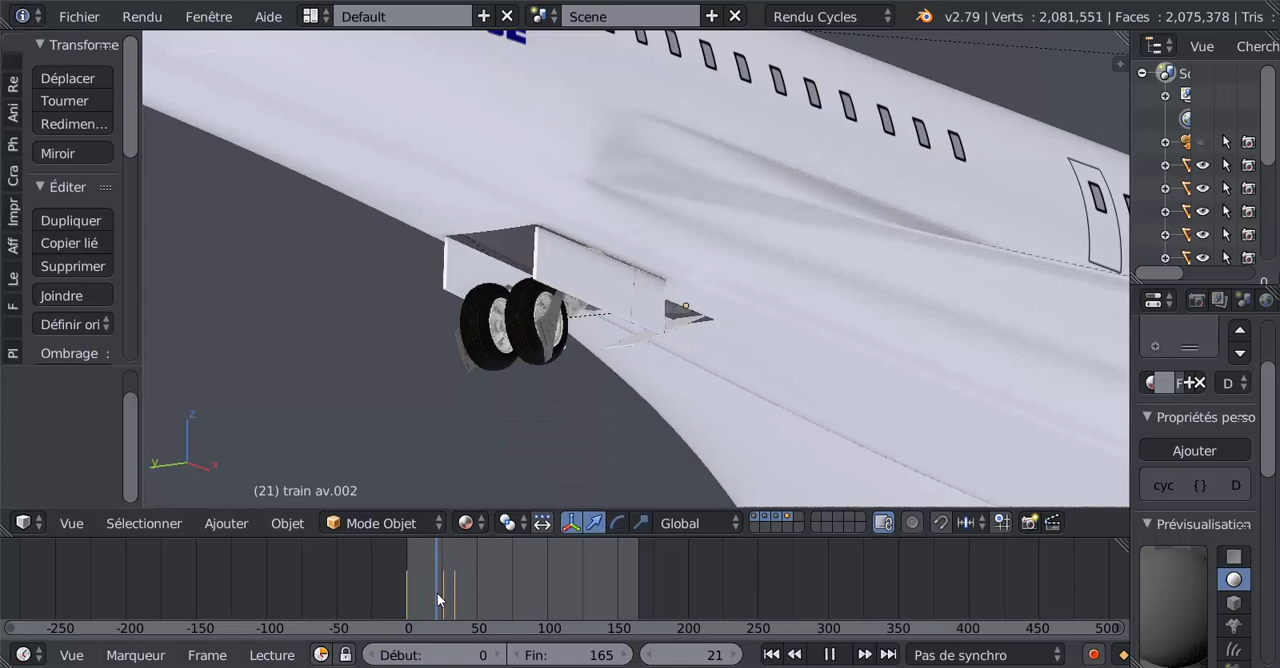 Fichier Rendu Fenêtre Aide Default Scene Rendu Cycles v2.79 | Verts : 2,081,551 | Faces : 2,075,378 | Tris :
Transforme
Déplacer
Tourner
Redimen...
Miroir
Éditer
Dupliquer
Copier lié
Supprimer
Joindre
Définir ori
Ombrage :
Re
Ani
Ph
Cra
Impr
Aff
Le
F
Pl
z
y
x
(21) train av.002
Vue Cherch
Sc
F
D
Propriétés perso
Ajouter
cyc {} D
Prévisualisation
Vue Sélectionner Ajouter Objet Mode Objet Global
-250 -200 -150 -100 -50 0 50 100 150 200 250 300 350 400 450 500
Vue Marqueur Frame Lecture Début: 0 Fin: 165 21 Pas de synchro